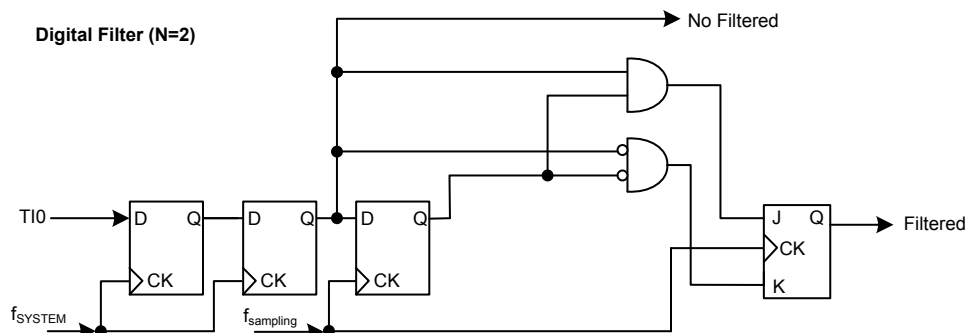 Digital Filter (N=2)
No Filtered
TI0
D
Q
CK
D
Q
CK
D
Q
CK
J
Q
CK
K
Filtered
fSYSTEM
fsampling